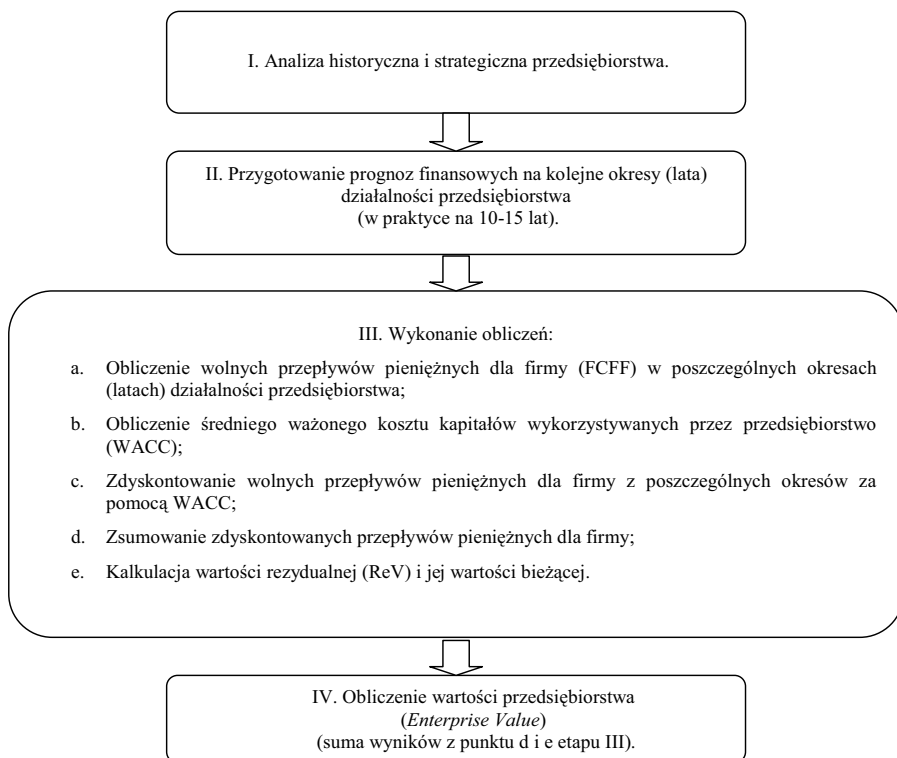 I. Analiza historyczna i strategiczna przedsiębiorstwa.
II. Przygotowanie prognoz finansowych na kolejne okresy (lata)
działalności przedsiębiorstwa
(w praktyce na 10-15 lat).
III. Wykonanie obliczeń:
a. Obliczenie wolnych przepływów pieniężnych dla firmy (FCFF) w poszczególnych okresach
(latach) działalności przedsiębiorstwa;
b. Obliczenie średniego ważonego kosztu kapitałów wykorzystywanych przez przedsiębiorstwo
(WACC);
c. Zdyskontowanie wolnych przepływów pieniężnych dla firmy z poszczególnych okresów za
pomocą WACC;
d. Zsumowanie zdyskontowanych przepływów pieniężnych dla firmy;
e. Kalkulacja wartości rezydualnej (ReV) i jej wartości bieżącej.
IV. Obliczenie wartości przedsiębiorstwa
(Enterprise Value)
(suma wyników z punktu d i e etapu III).